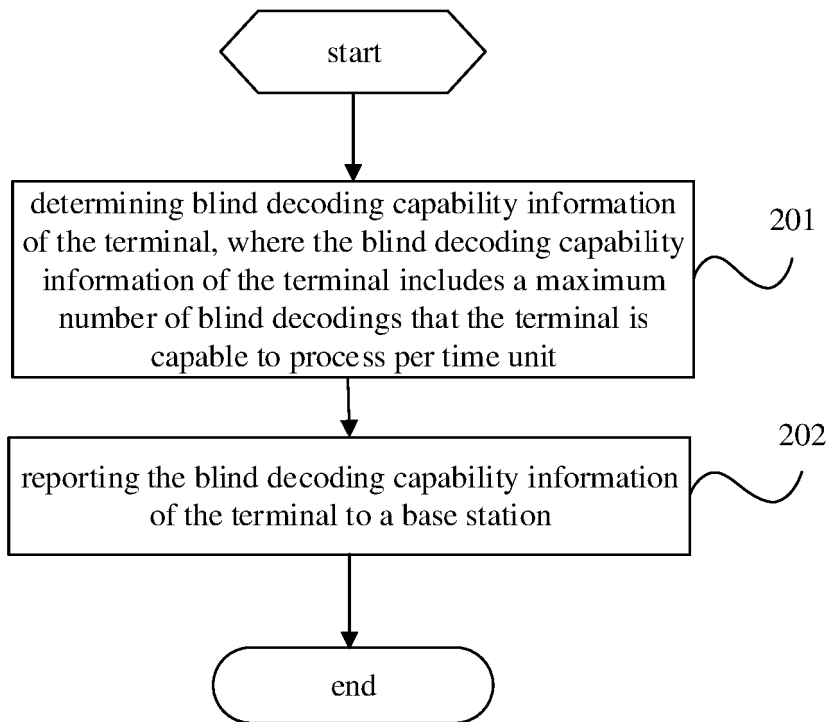 start
determining blind decoding capability information
of the terminal, where the blind decoding capability
information of the terminal includes a maximum
number of blind decodings that the terminal is
capable to process per time unit
201
reporting the blind decoding capability information
of the terminal to a base station
202
end